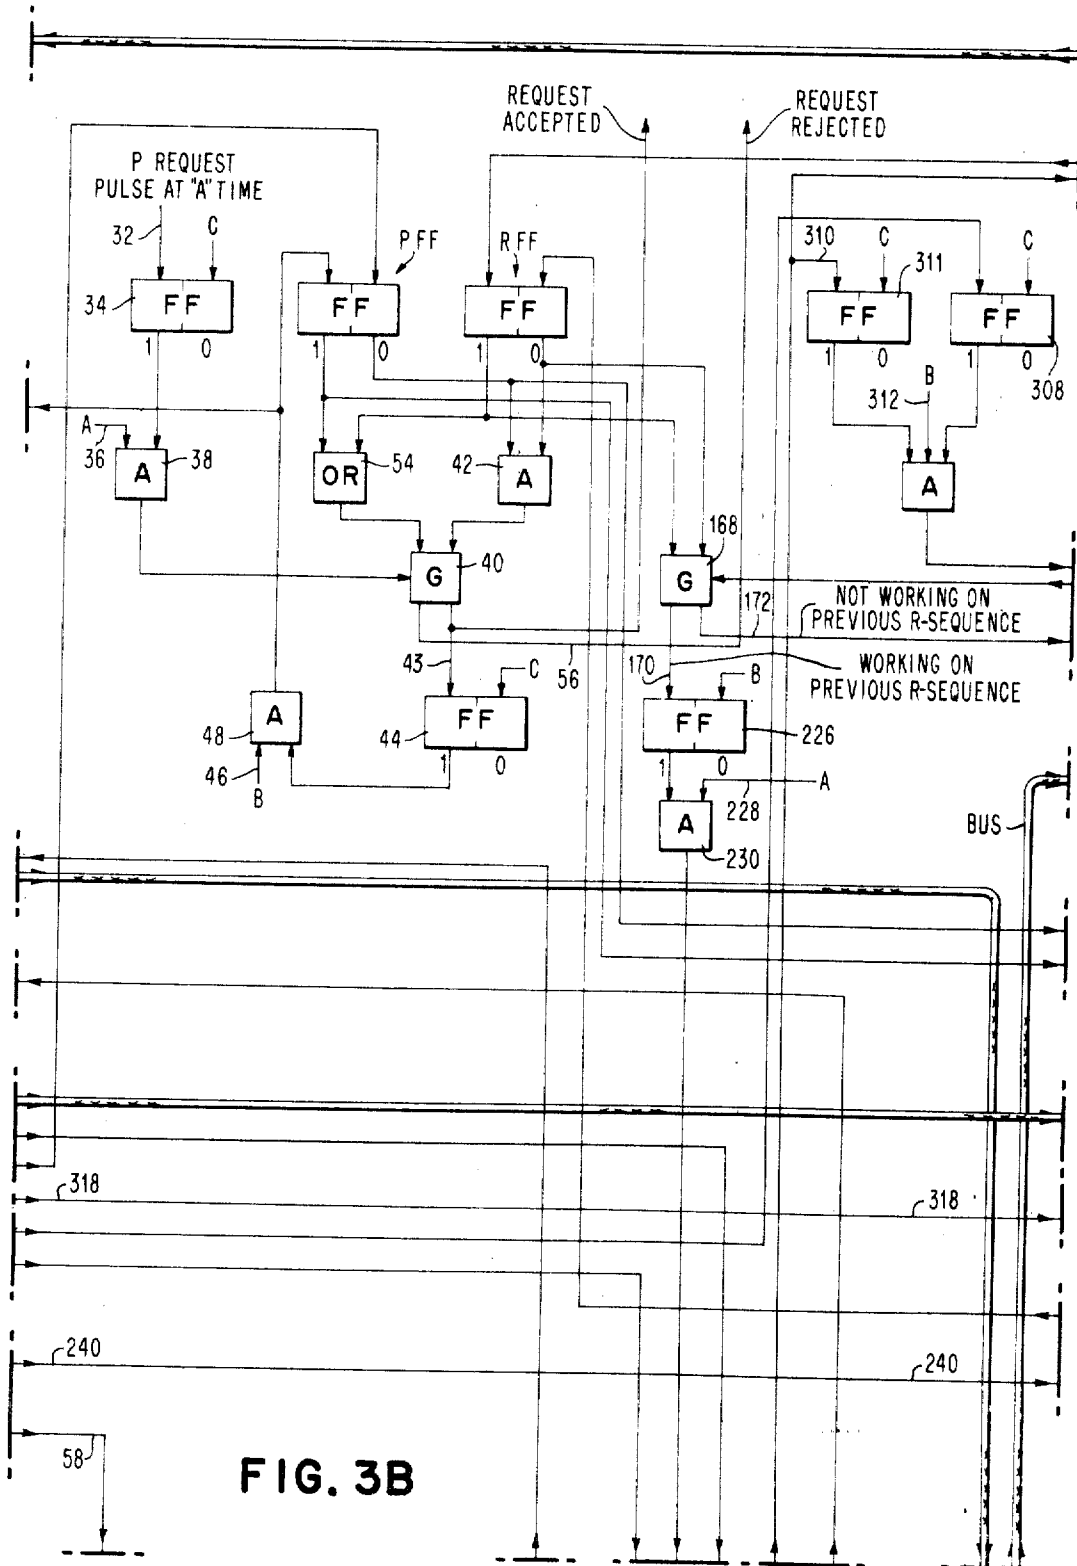 REQUEST
ACCEPTED
REQUEST
REJECTED
P REQUEST
PULSE AT "A" TIME
32
C
P FF
R FF
310
C
C
311
34
FF
FF
FF
FF
FF
1 0
1 0
1 0
1 0
1 0
308
B
312
A
36
A
38
OR
54
42
A
A
G
40
G
168
172
NOT WORKING ON
PREVIOUS R-SEQUENCE
43
56
170
WORKING ON
PREVIOUS R-SEQUENCE
C
B
48
A
44
FF
FF
226
1 0
1 0
46
B
A
228
A
230
BUS
318
318
240
240
58
FIG. 3B